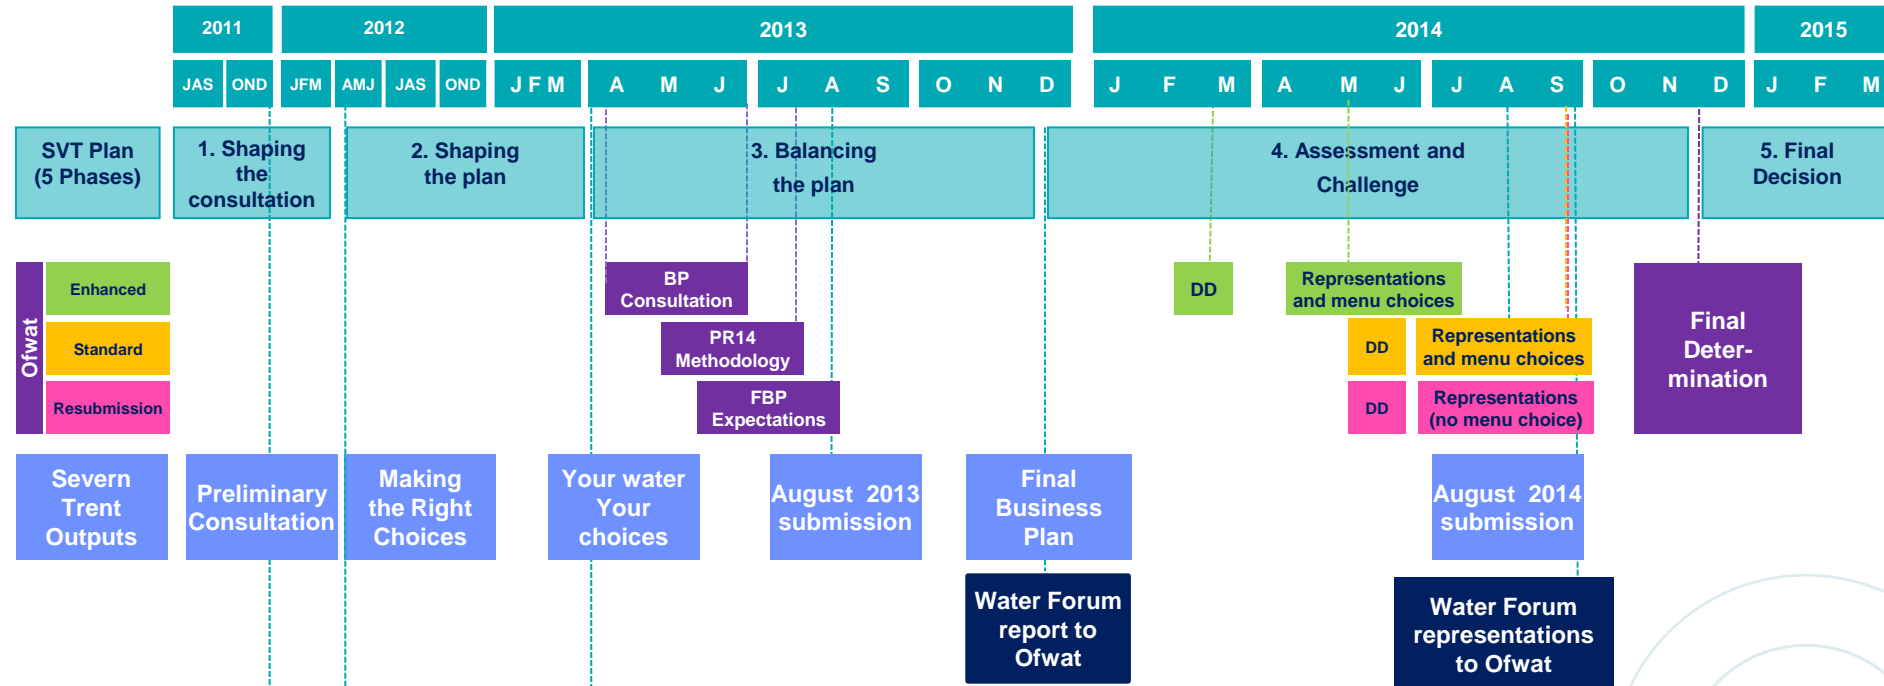 2011
2012
2013
2014
2015
JAS
OND
JFM
AMJ
JAS
OND
J F M
A M J
J A S
O N D
J F M
A M J
J A S
O N D
J F M
SVT Plan
(5 Phases)
1. Shaping
the
consultation
2. Shaping
the plan
3. Balancing
the plan
4. Assessment and
Challenge
5. Final
Decision
Ofwat
Enhanced
Standard
Resubmission
BP
Consultation
PR14
Methodology
FBP
Expectations
DD
Representations
and menu choices
DD
Representations
and menu choices
DD
Representations
(no menu choice)
Final
Deter-
mination
Severn
Trent
Outputs
Preliminary
Consultation
Making
the Right
Choices
Your water
Your
choices
August 2013
submission
Final
Business
Plan
August 2014
submission
Water Forum
report to
Ofwat
Water Forum
representations
to Ofwat